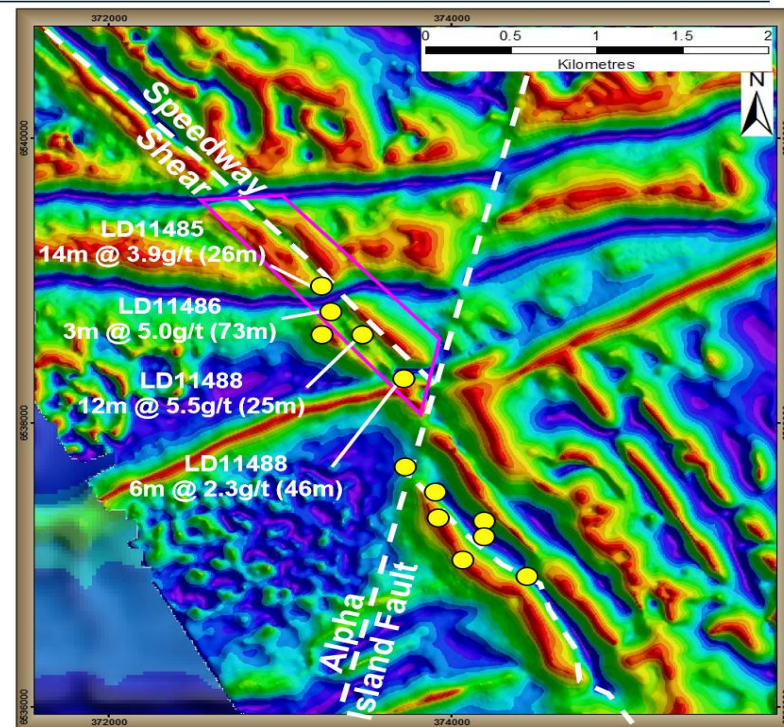 372000
374000
0
0.5
1
1.5
2
Kilometres
N
6540000
Speedway
Shear
LD11485
14m @ 3.9g/t (26m)
LD11486
3m @ 5.0g/t (73m)
LD11488
12m @ 5.5g/t (25m)
6538000
LD11488
6m @ 2.3g/t (46m)
Alpha
Island Fault
6536000
372000
374000